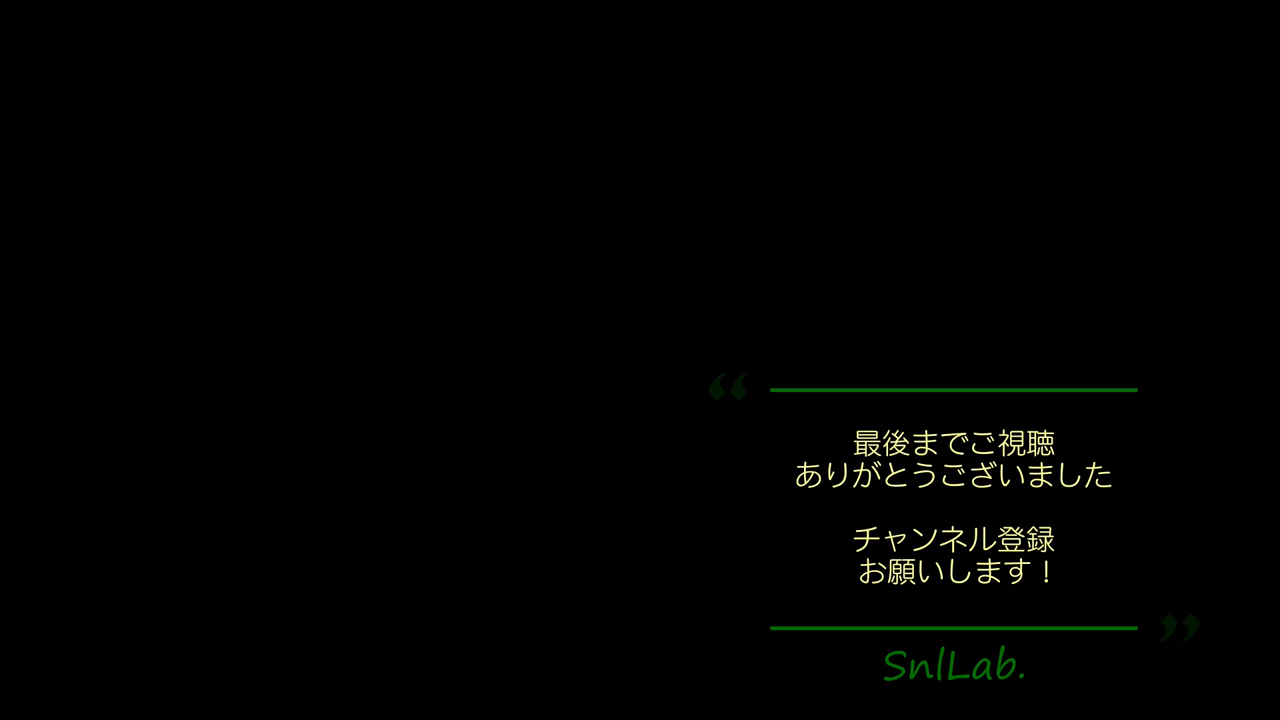 “
最後までご視聴
ありがとうございました
チャンネル登録
お願いします！
”
SnlLab.